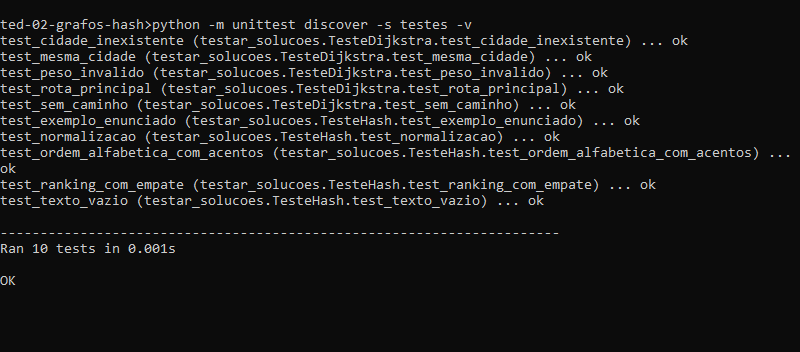 ted-02-grafos-hash>python -m unittest discover -s testes -v
test_cidade_inexistente (testar_solucoes.TesteDijkstra.test_cidade_inexistente) ... ok
test_mesma_cidade (testar_solucoes.TesteDijkstra.test_mesma_cidade) ... ok
test_peso_invalido (testar_solucoes.TesteDijkstra.test_peso_invalido) ... ok
test_rota_principal (testar_solucoes.TesteDijkstra.test_rota_principal) ... ok
test_sem_caminho (testar_solucoes.TesteDijkstra.test_sem_caminho) ... ok
test_exemplo_enunciado (testar_solucoes.TesteHash.test_exemplo_enunciado) ... ok
test_normalizacao (testar_solucoes.TesteHash.test_normalizacao) ... ok
test_ordem_alfabetica_com_acentos (testar_solucoes.TesteHash.test_ordem_alfabetica_com_acentos) ...
ok
test_ranking_com_empate (testar_solucoes.TesteHash.test_ranking_com_empate) ... ok
test_texto_vazio (testar_solucoes.TesteHash.test_texto_vazio) ... ok
----------------------------------------------------------------------
Ran 10 tests in 0.001s
OK